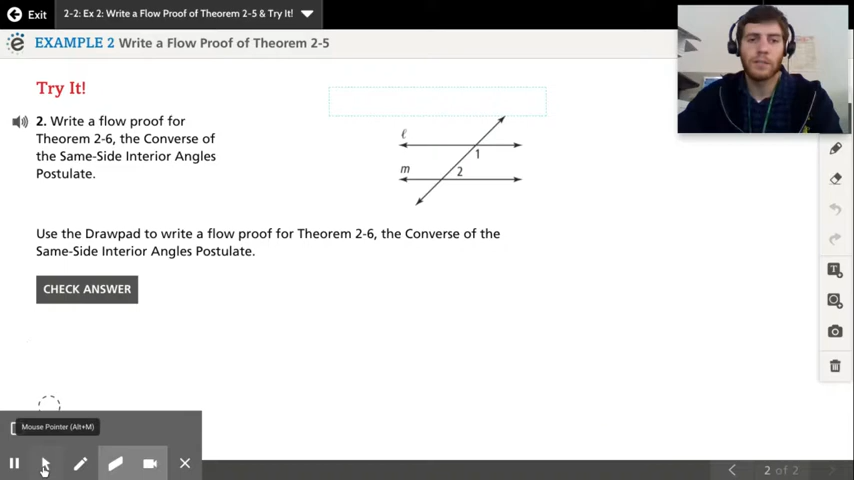 Exit
2-2: Ex 2: Write a Flow Proof of Theorem 2-5 & Try It!
e EXAMPLE 2 Write a Flow Proof of Theorem 2-5
Try It!
2. Write a flow proof for
Theorem 2-6, the Converse of
the Same-Side Interior Angles
Postulate.
ℓ
1
m
2
Use the Drawpad to write a flow proof for Theorem 2-6, the Converse of the
Same-Side Interior Angles Postulate.
CHECK ANSWER
Mouse Pointer (Alt+M)
T
2 of 2